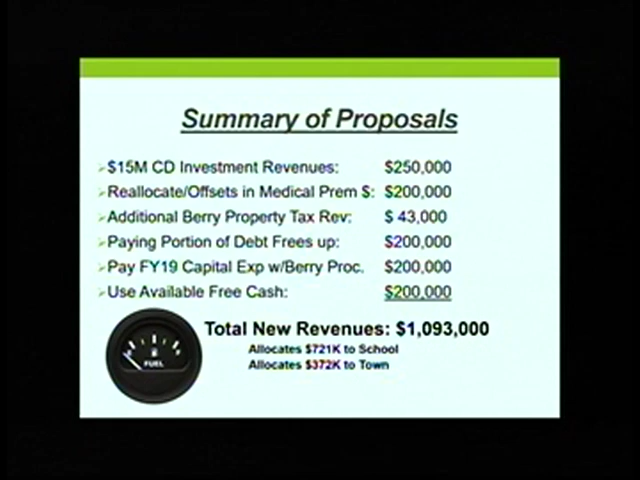 Summary of Proposals
$15M CD Investment Revenues: $250,000
Reallocate/Offsets in Medical Prem $: $200,000
Additional Berry Property Tax Rev: $ 43,000
Paying Portion of Debt Frees up: $200,000
Pay FY19 Capital Exp w/Berry Proc. $200,000
Use Available Free Cash: $200,000
Total New Revenues: $1,093,000
Allocates $721K to School
Allocates $372K to Town
FUEL